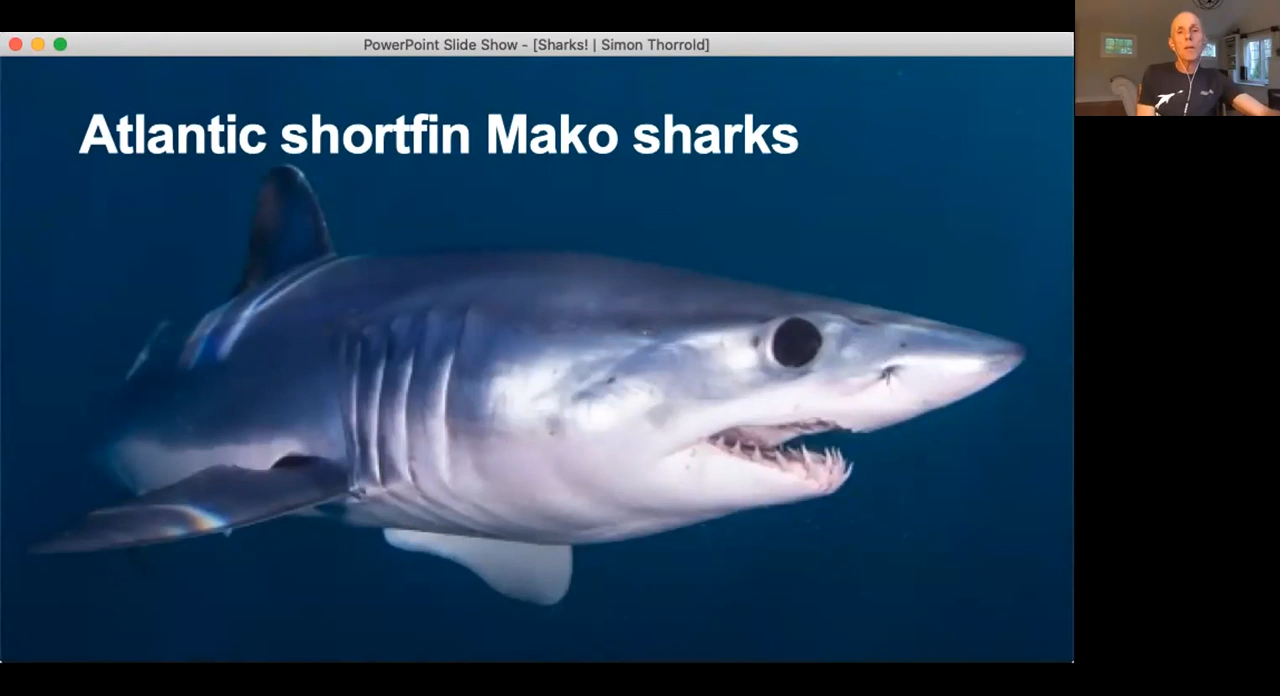 PowerPoint Slide Show - [Sharks! | Simon Thorrold]
Atlantic shortfin Mako sharks